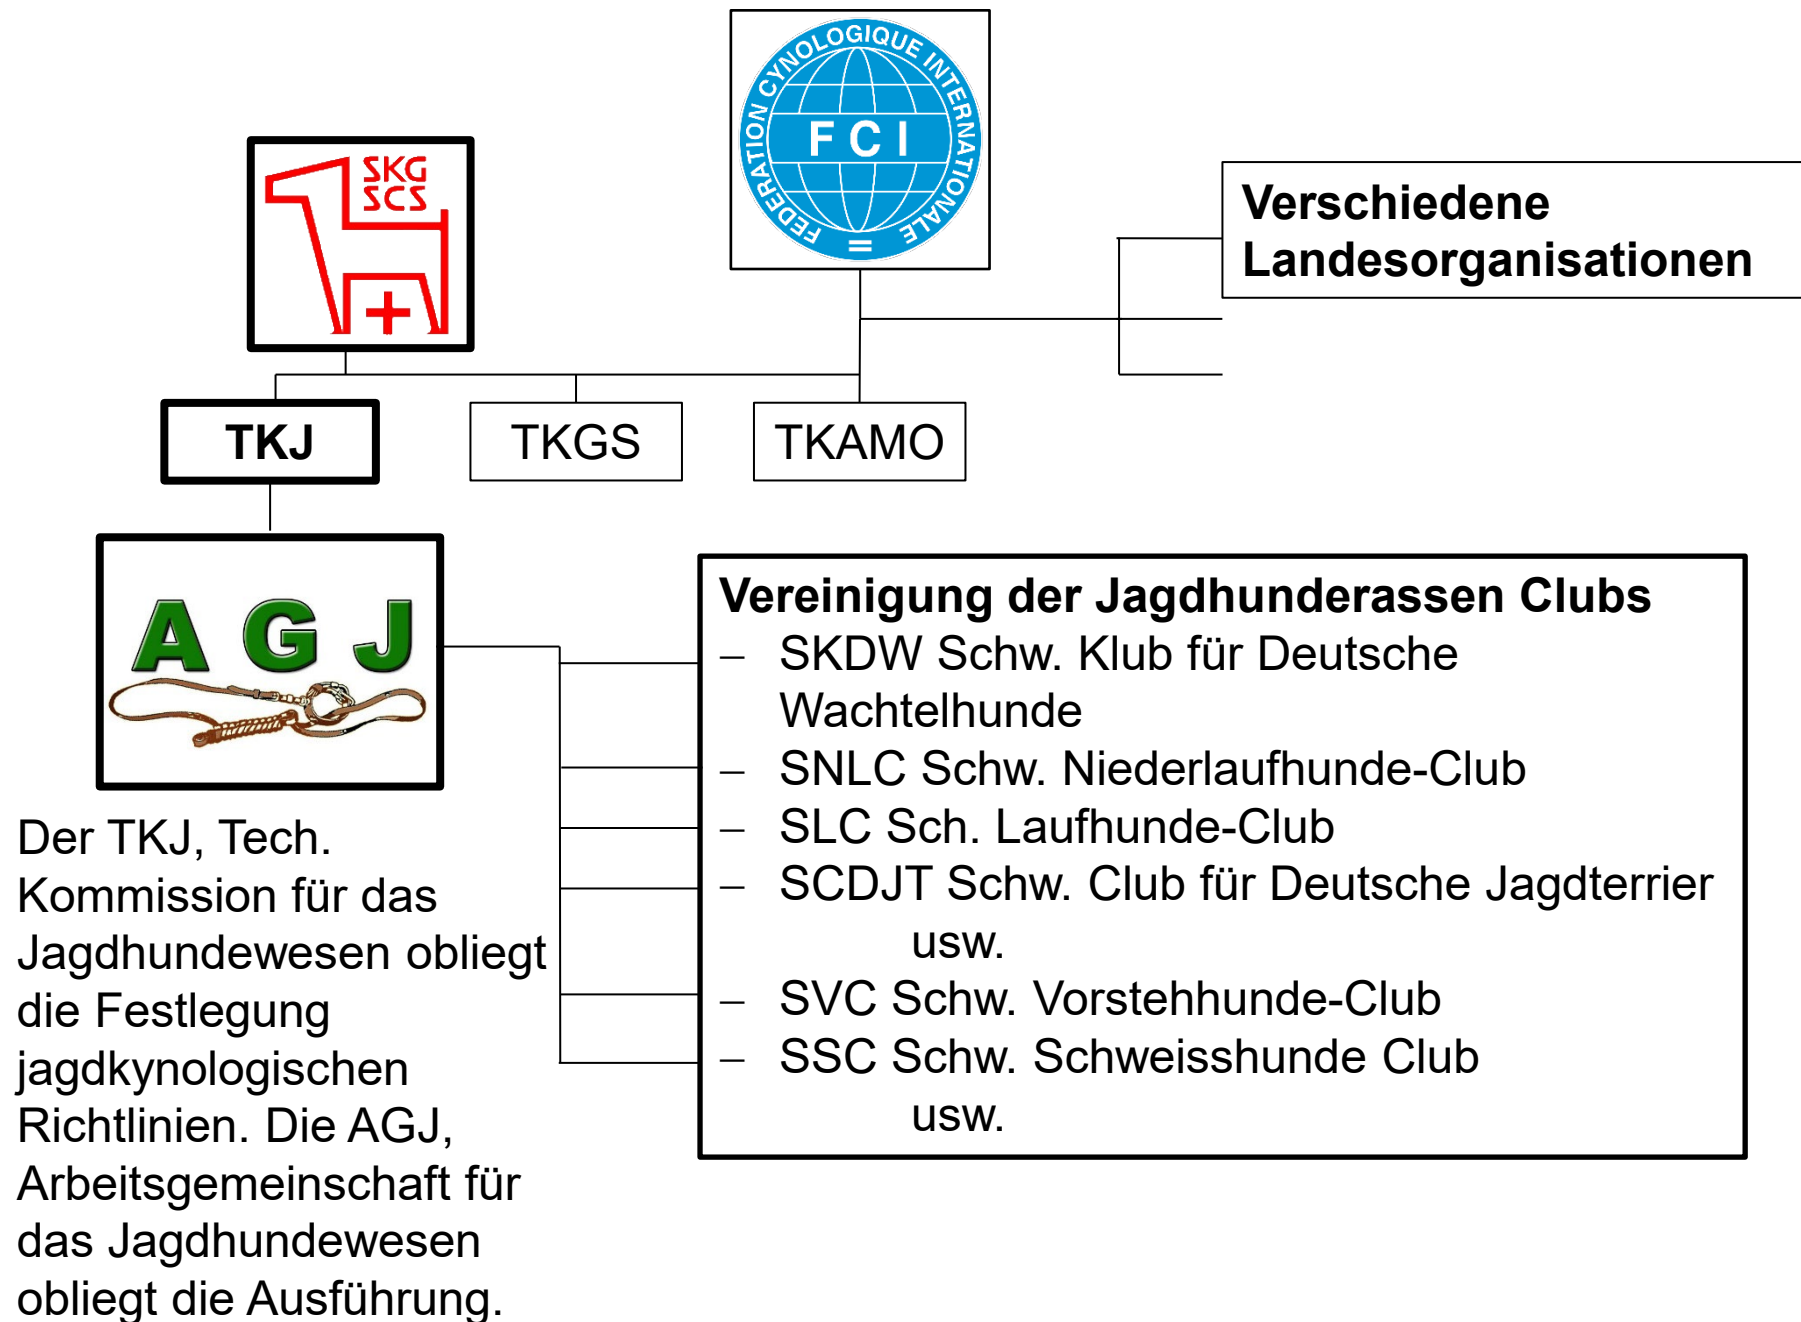 FEDERATION CYNOLOGIQUE INTERNATIONALE
F C I
=
SKG
SCS
Verschiedene
Landesorganisationen
TKJ
TKGS
TKAMO
A G J
Vereinigung der Jagdhunderassen Clubs
– SKDW Schw. Klub für Deutsche
Wachtelhunde
– SNLC Schw. Niederlaufhunde-Club
– SLC Sch. Laufhunde-Club
– SCDJT Schw. Club für Deutsche Jagdterrier
usw.
– SVC Schw. Vorstehhunde-Club
– SSC Schw. Schweisshunde Club
usw.
Der TKJ, Tech.
Kommission für das
Jagdhundewesen obliegt
die Festlegung
jagdkynologischen
Richtlinien. Die AGJ,
Arbeitsgemeinschaft für
das Jagdhundewesen
obliegt die Ausführung.